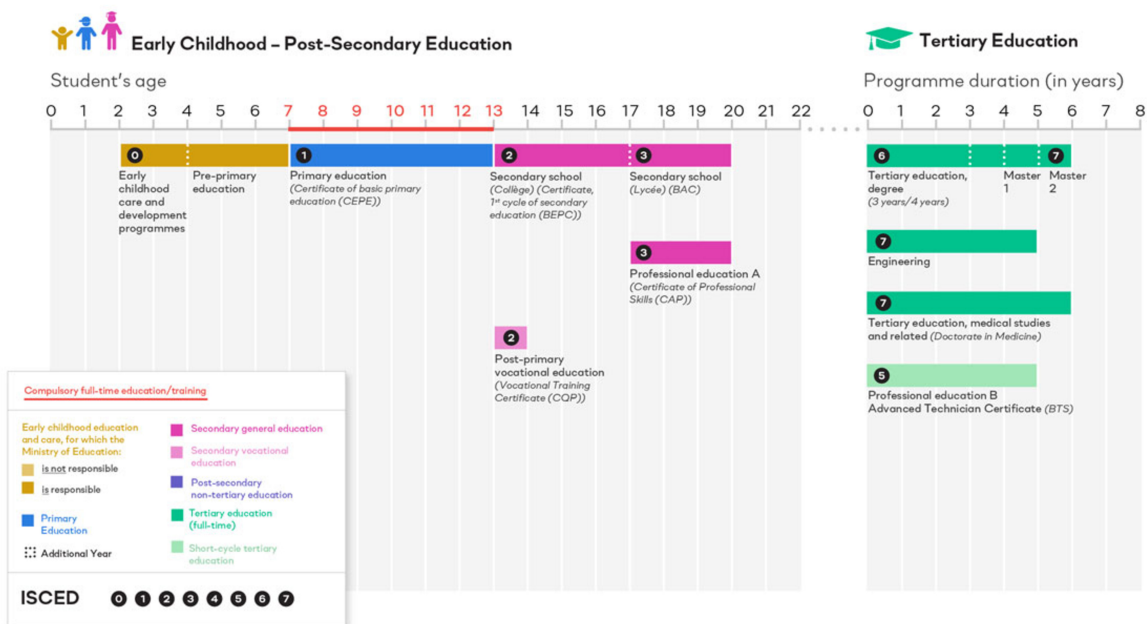 Early Childhood – Post-Secondary Education
Tertiary Education
Student's age
Programme duration (in years)
0 1 2 3 4 5 6 7 8 9 10 11 12 13 14 15 16 17 18 19 20 21 22
0 1 2 3 4 5 6 7 8
0
Early
childhood
care and
development
programmes
Pre-primary
education
1
Primary education
(Certificate of basic primary
education (CEPE))
2
Secondary school
(Collège) (Certificate,
1st cycle of secondary
education (BEPC))
3
Secondary school
(Lycée) (BAC)
3
Professional education A
(Certificate of Professional
Skills (CAP))
2
Post-primary
vocational education
(Vocational Training
Certificate (CQP))
6
Tertiary education,
degree
(3 years/4 years)
Master
1
7
Master
2
7
Engineering
7
Tertiary education, medical studies
and related (Doctorate in Medicine)
5
Professional education B
Advanced Technician Certificate (BTS)
Compulsory full-time education/training
Early childhood education
and care, for which the
Ministry of Education:
is not responsible
is responsible
Primary
Education
Additional Year
Secondary general education
Secondary vocational
education
Post-secondary
non-tertiary education
Tertiary education
(full-time)
Short-cycle tertiary
education
ISCED 0 1 2 3 4 5 6 7